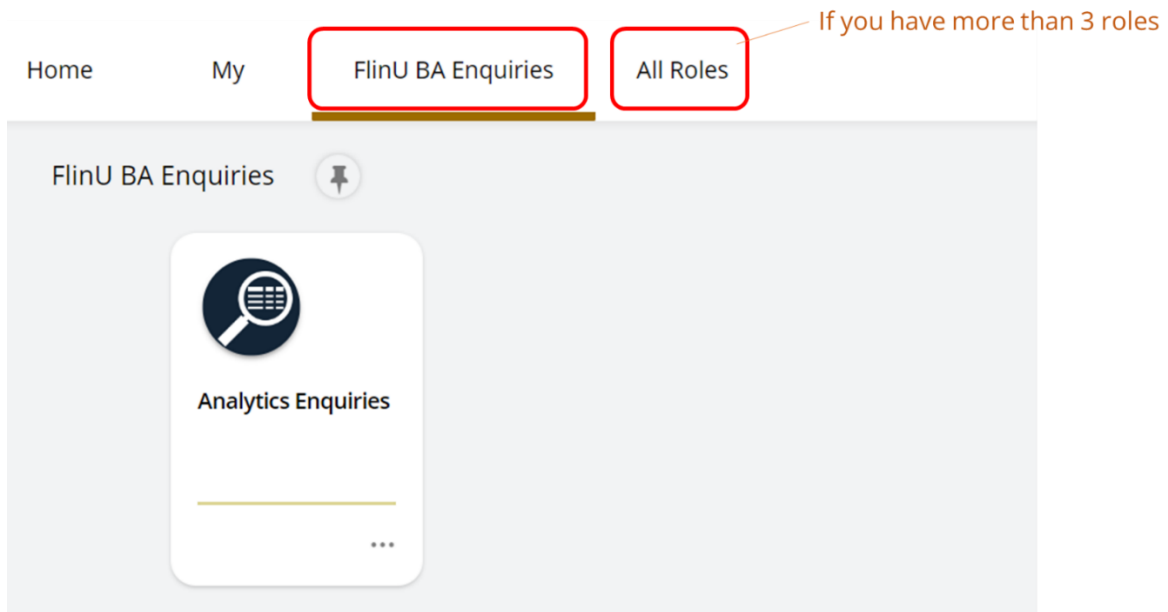 If you have more than 3 roles
Home My FlinU BA Enquiries All Roles
FlinU BA Enquiries
Analytics Enquiries